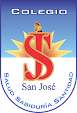 COLEGIO
San José
SALUD SABIDURÍA SANTIDAD